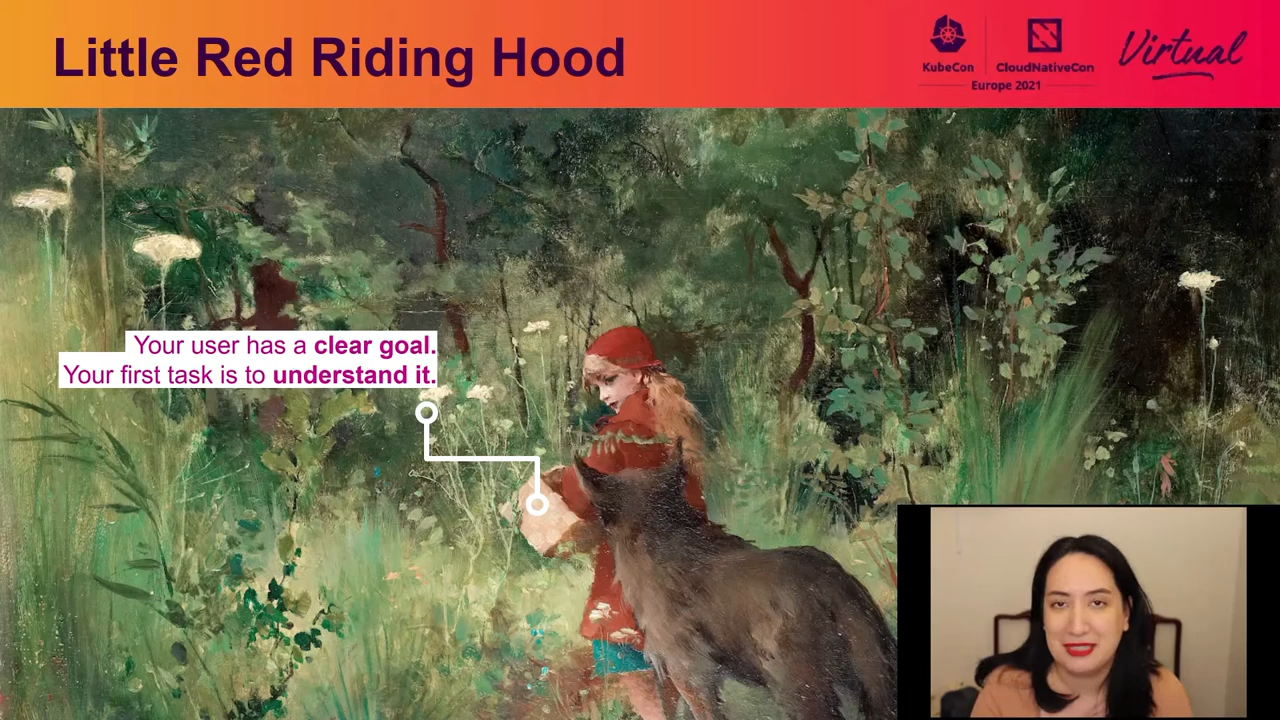 Little Red Riding Hood
KubeCon
CloudNativeCon
Europe 2021
Virtual
Your user has a clear goal.
Your first task is to understand it.